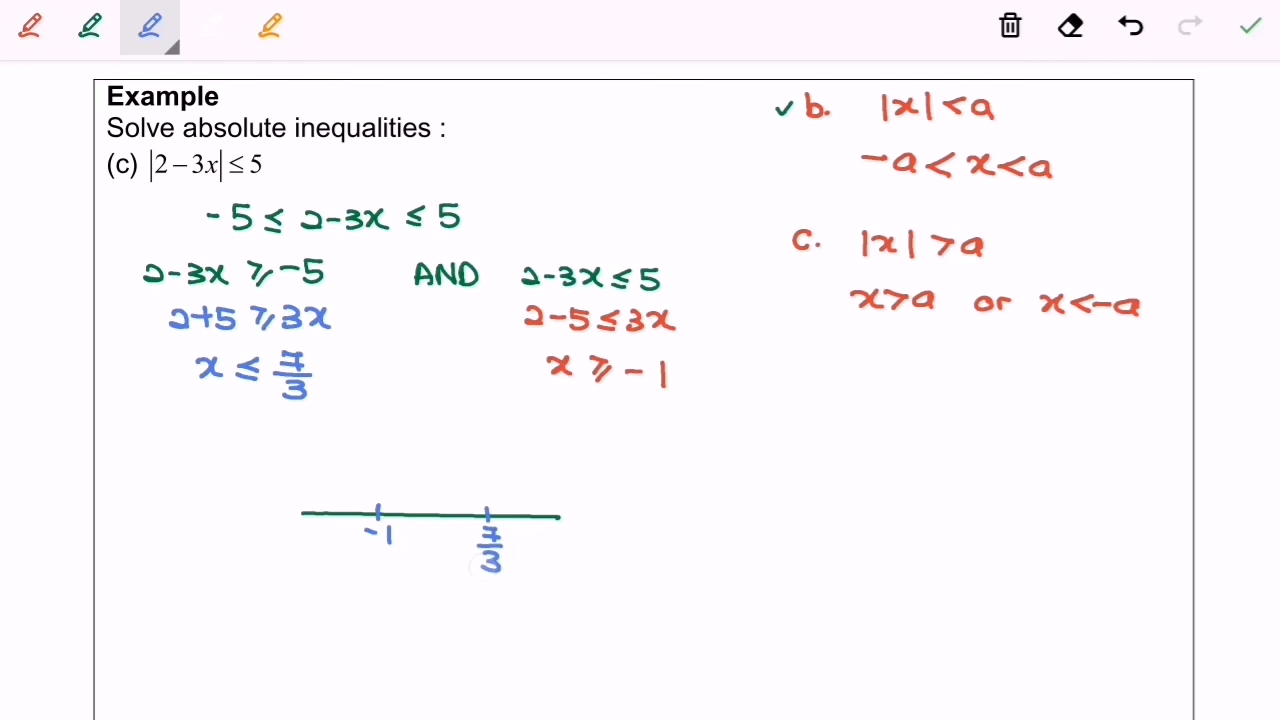 Example
Solve absolute inequalities :
(c) |2 − 3x| ≤ 5
-5 ≤ 2-3x ≤ 5
2-3x ≥ -5 AND 2-3x ≤ 5
2+5 ≥ 3x 2-5 ≤ 3x
x ≤ 7/3 x ≥ -1
-1 7/3
✓ b. |x| < a
-a < x < a
c. |x| > a
x > a or x < -a